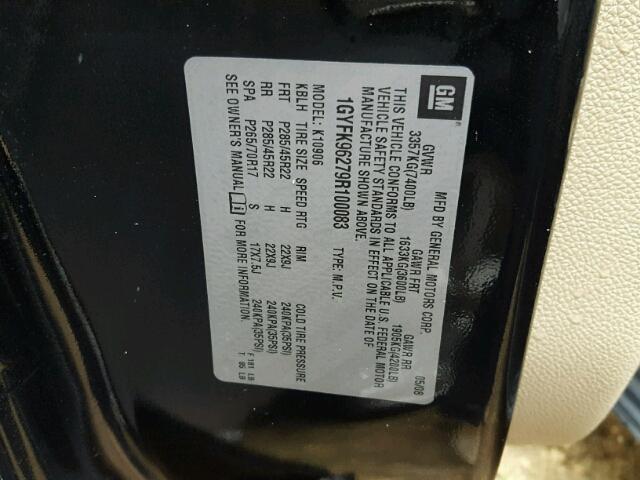 GM
MFD BY GENERAL MOTORS CORP. 05/08
GVWR GAWR FRT GAWR RR
3357KG(7400LB) 1633KG(3600LB) 1905KG(4200LB)
THIS VEHICLE CONFORMS TO ALL APPLICABLE U.S. FEDERAL MOTOR
VEHICLE SAFETY STANDARDS IN EFFECT ON THE DATE OF
MANUFACTURE SHOWN ABOVE.
1GYFK96279R100083 TYPE: M.P.V.
MODEL: K10906
KBLH TIRE SIZE SPEED RTG RIM COLD TIRE PRESSURE
FRT P285/45R22 H 22X9J 240KPA(35PSI)
RR P285/45R22 H 22X9J 240KPA(35PSI)
SPA P265/70R17 S 17X7.5J 240KPA(35PSI)
SEE OWNER'S MANUAL i FOR MORE INFORMATION.
F 191 LB
T 95 LB